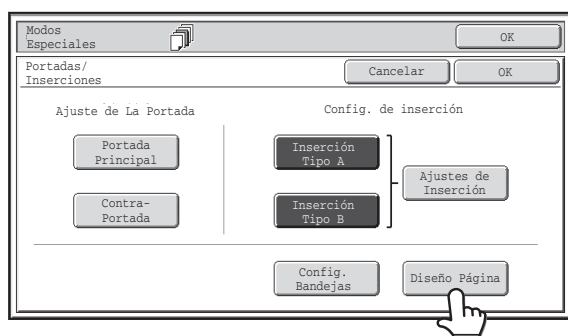 Modos
Especiales
OK
Portadas/
Inserciones
Cancelar
OK
Ajuste de La Portada
Config. de inserción
Portada
Principal
Inserción
Tipo A
Ajustes de
Inserción
Contra-
Portada
Inserción
Tipo B
Config.
Bandejas
Diseño Página